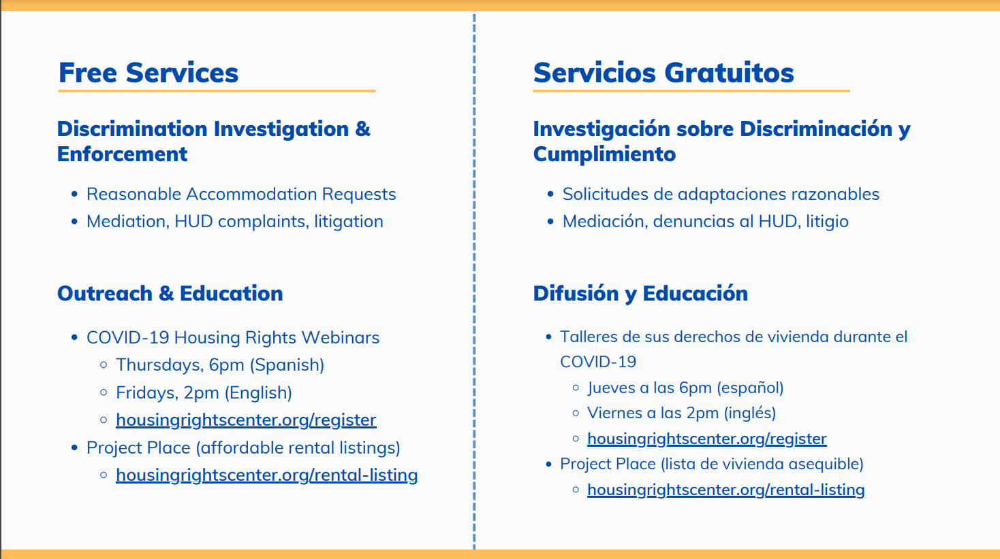 Free Services
Discrimination Investigation &
Enforcement
Reasonable Accommodation Requests
Mediation, HUD complaints, litigation
Outreach & Education
COVID-19 Housing Rights Webinars
Thursdays, 6pm (Spanish)
Fridays, 2pm (English)
housingrightscenter.org/register
Project Place (affordable rental listings)
housingrightscenter.org/rental-listing
Servicios Gratuitos
Investigación sobre Discriminación y
Cumplimiento
Solicitudes de adaptaciones razonables
Mediación, denuncias al HUD, litigio
Difusión y Educación
Talleres de sus derechos de vivienda durante el
COVID-19
Jueves a las 6pm (español)
Viernes a las 2pm (inglés)
housingrightscenter.org/register
Project Place (lista de vivienda asequible)
housingrightscenter.org/rental-listing